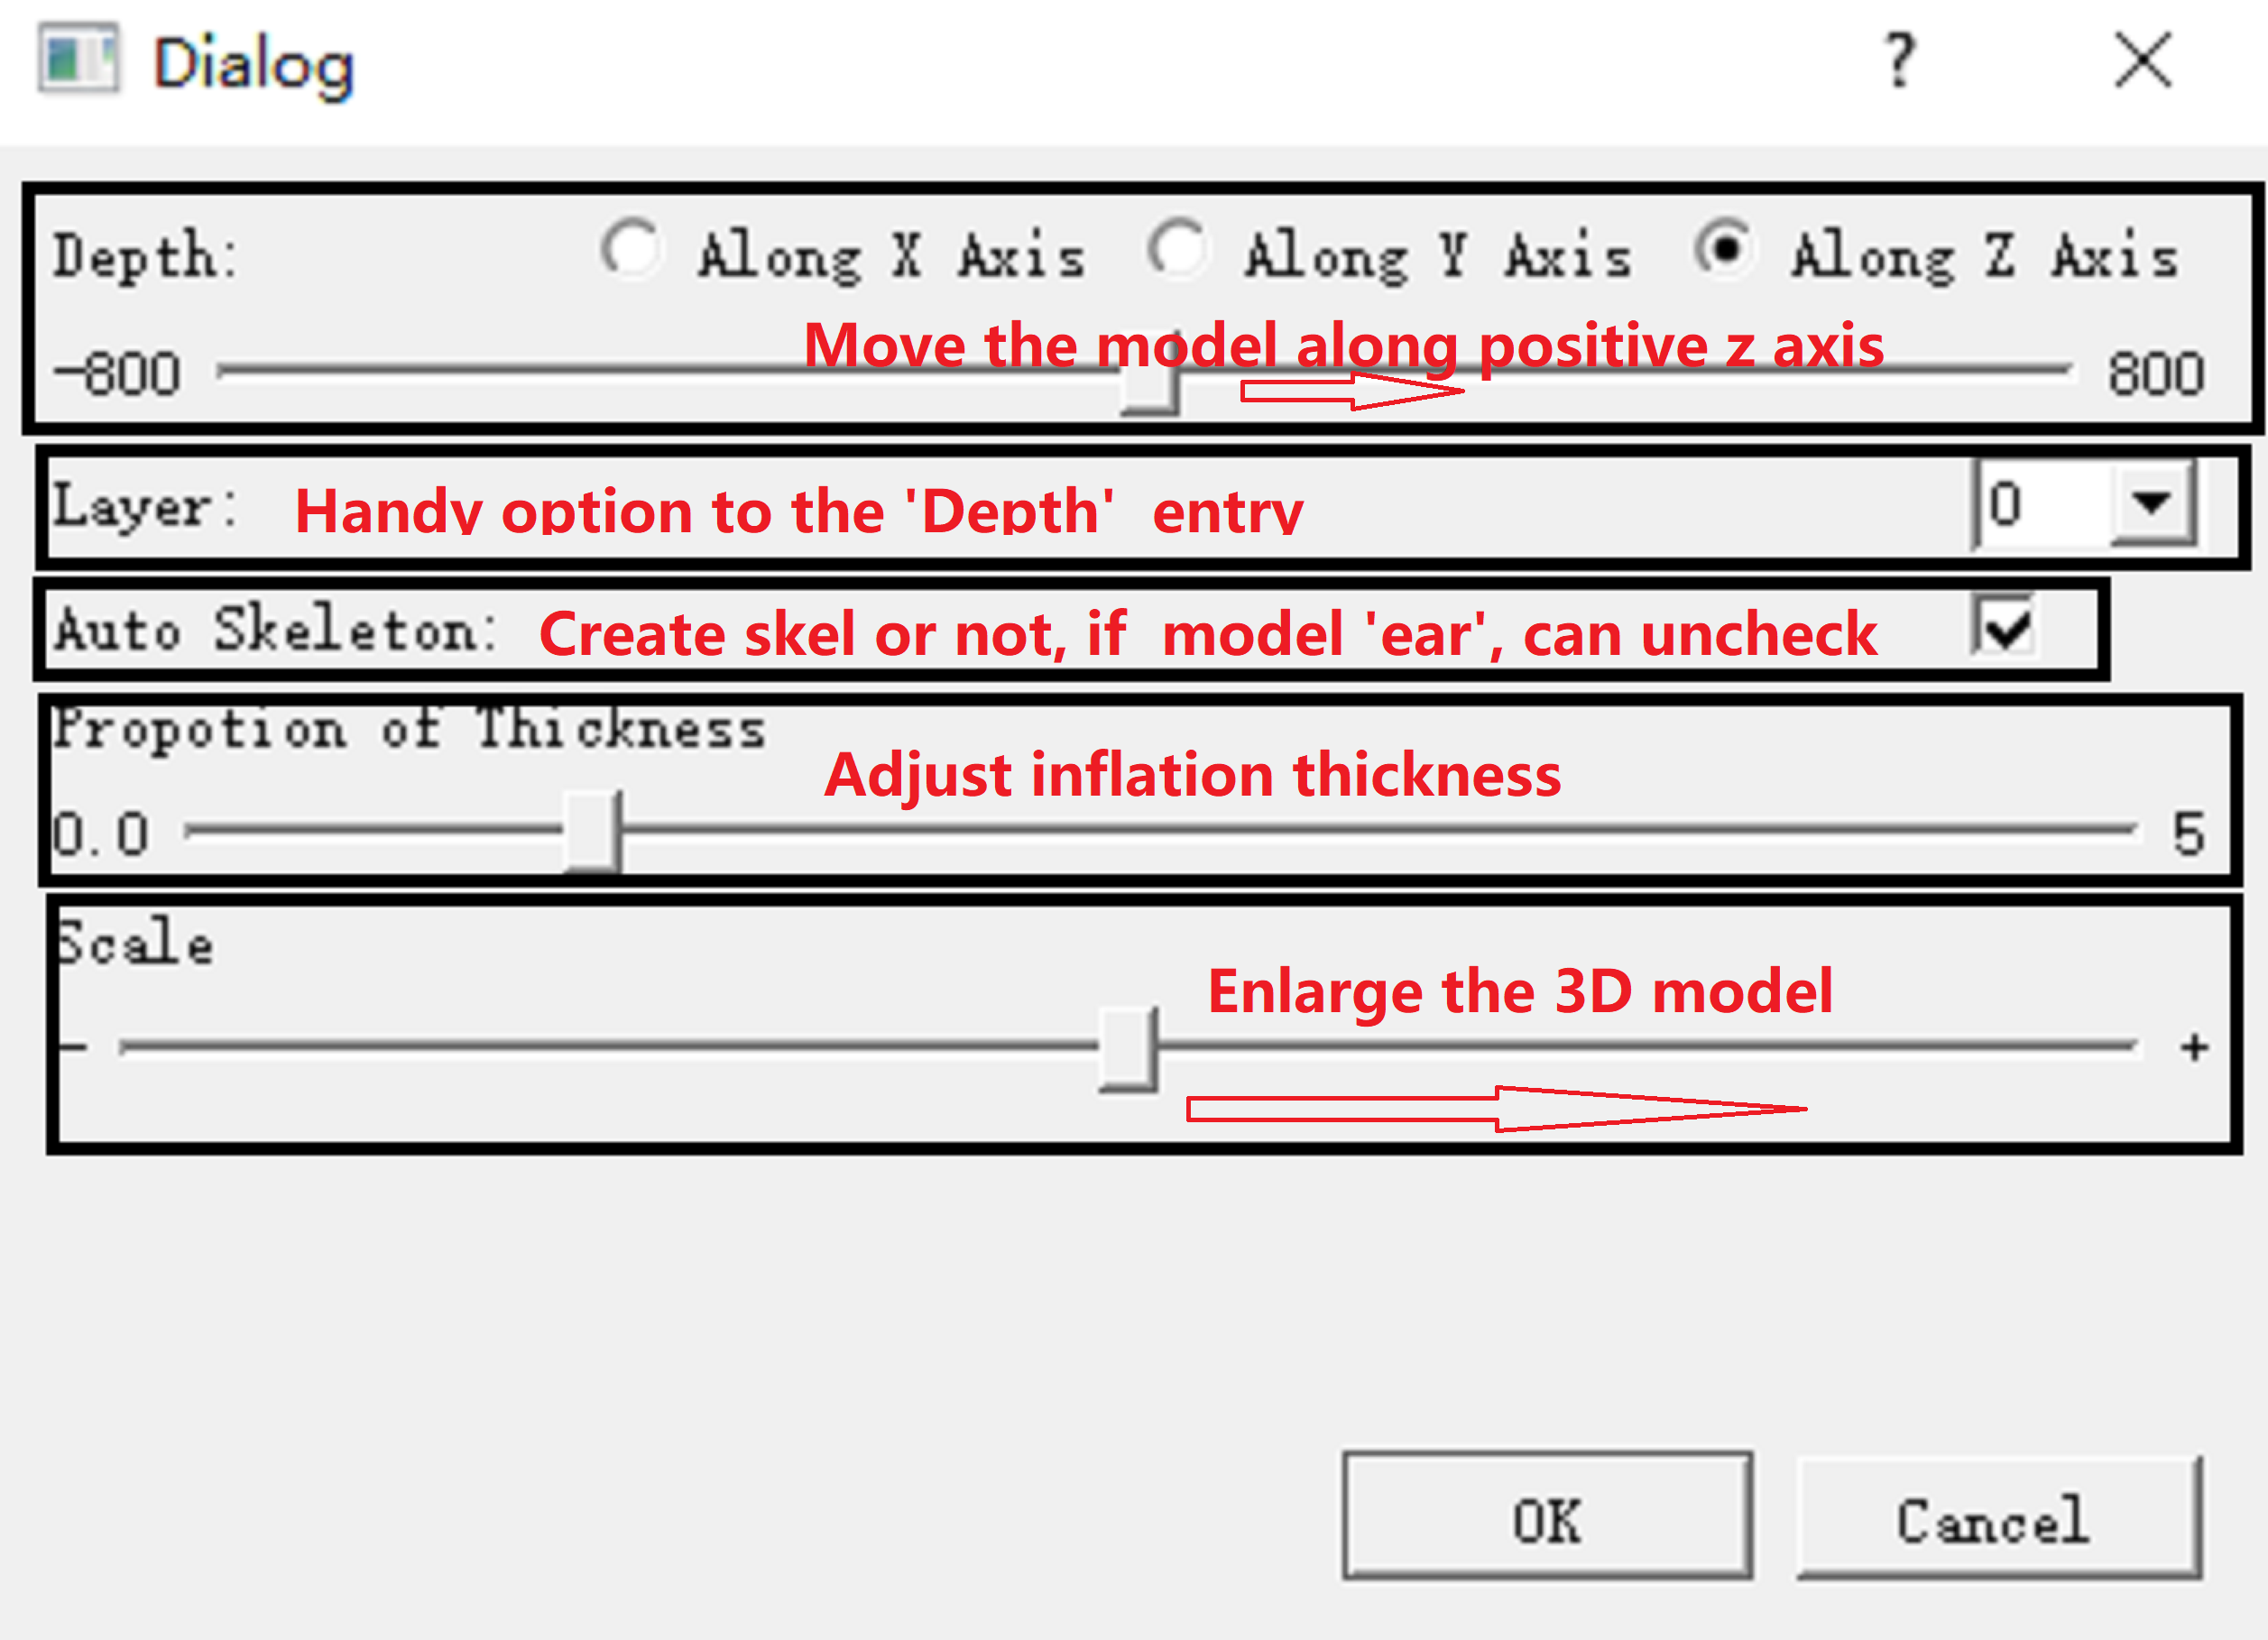 Dialog ?
Depth: Along X Axis Along Y Axis Along Z Axis
Move the model along positive z axis
-800 800
Layer: Handy option to the 'Depth' entry 0
Auto Skeleton: Create skel or not, if model 'ear', can uncheck
Propotion of Thickness
Adjust inflation thickness
0.0 5
Scale
Enlarge the 3D model
- +
OK Cancel